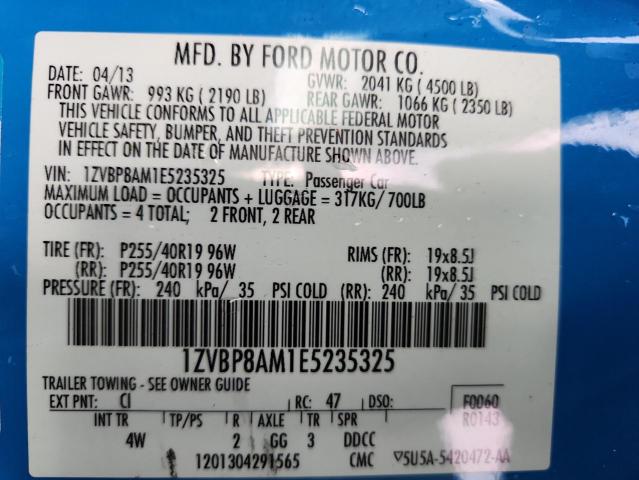 MFD. BY FORD MOTOR CO.
DATE: 04/13 GVWR: 2041 KG (4500 LB)
FRONT GAWR: 993 KG (2190 LB) REAR GAWR: 1066 KG (2350 LB)
THIS VEHICLE CONFORMS TO ALL APPLICABLE FEDERAL MOTOR
VEHICLE SAFETY, BUMPER, AND THEFT PREVENTION STANDARDS
IN EFFECT ON THE DATE OF MANUFACTURE SHOWN ABOVE.
VIN: 1ZVBP8AM1E5235325 TYPE: Passenger Car
MAXIMUM LOAD = OCCUPANTS + LUGGAGE = 317KG/ 700LB
OCCUPANTS = 4 TOTAL; 2 FRONT, 2 REAR
TIRE (FR): P255/40R19 96W RIMS (FR): 19x8.5J
(RR): P255/40R19 96W (RR): 19x8.5J
PRESSURE (FR): 240 kPa/ 35 PSI COLD (RR): 240 kPa/ 35 PSI COLD
1ZVBP8AM1E5235325
TRAILER TOWING - SEE OWNER GUIDE
EXT PNT: CI RC: 47 DSO: F0060
R0143
INT TR TP/PS R AXLE TR SPR
4W 2 GG 3 DDCC
1201304291565 CMC ▽5U5A-5420472-AA